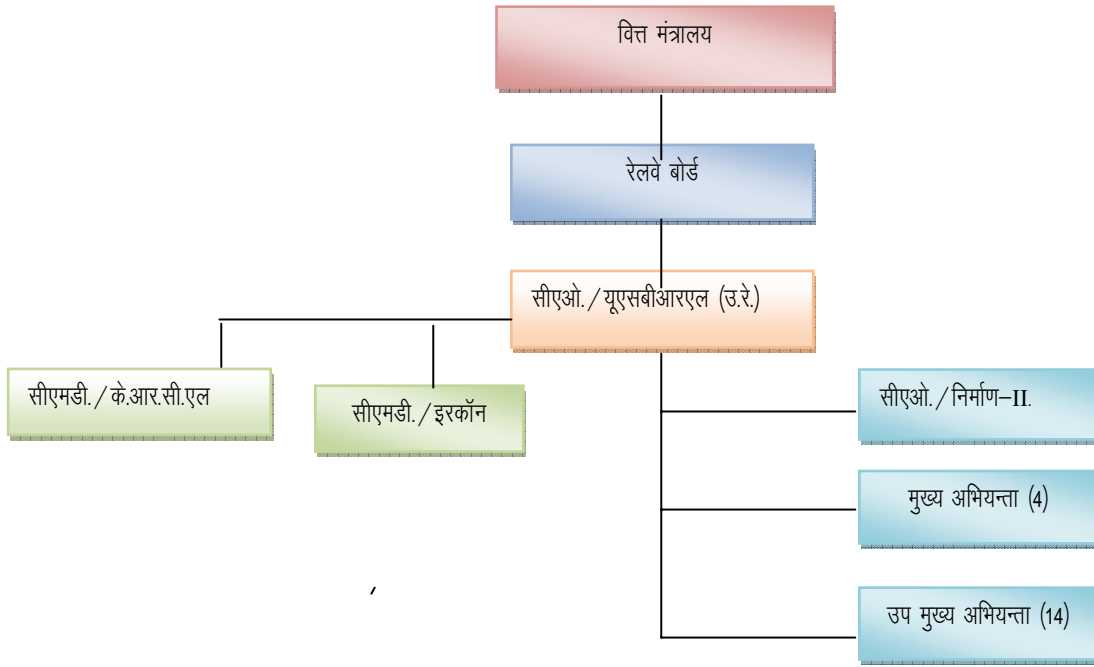 वित्त मंत्रालय
रेलवे बोर्ड
सीएओ./यूएसबीआरएल (उ.रे.)
सीएमडी./के.आर.सी.एल
सीएमडी./इरकॉन
सीएओ./निर्माण–II.
मुख्य अभियन्ता (4)
उप मुख्य अभियन्ता (14)